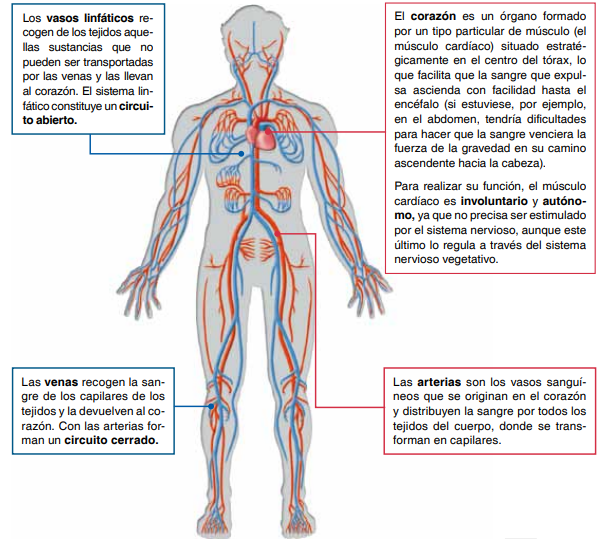 Los vasos linfáticos re-
cogen de los tejidos aque-
llas sustancias que no
pueden ser transportadas
por las venas y las llevan
al corazón. El sistema lin-
fático constituye un circui-
to abierto.
El corazón es un órgano formado
por un tipo particular de músculo (el
músculo cardíaco) situado estraté-
gicamente en el centro del tórax, lo
que facilita que la sangre que expul-
sa ascienda con facilidad hasta el
encéfalo (si estuviese, por ejemplo,
en el abdomen, tendría dificultades
para hacer que la sangre venciera la
fuerza de la gravedad en su camino
ascendente hacia la cabeza).
Para realizar su función, el músculo
cardíaco es involuntario y autóno-
mo, ya que no precisa ser estimulado
por el sistema nervioso, aunque este
último lo regula a través del sistema
nervioso vegetativo.
Las venas recogen la san-
gre de los capilares de los
tejidos y la devuelven al co-
razón. Con las arterias for-
man un circuito cerrado.
Las arterias son los vasos sanguí-
neos que se originan en el corazón
y distribuyen la sangre por todos los
tejidos del cuerpo, donde se trans-
forman en capilares.